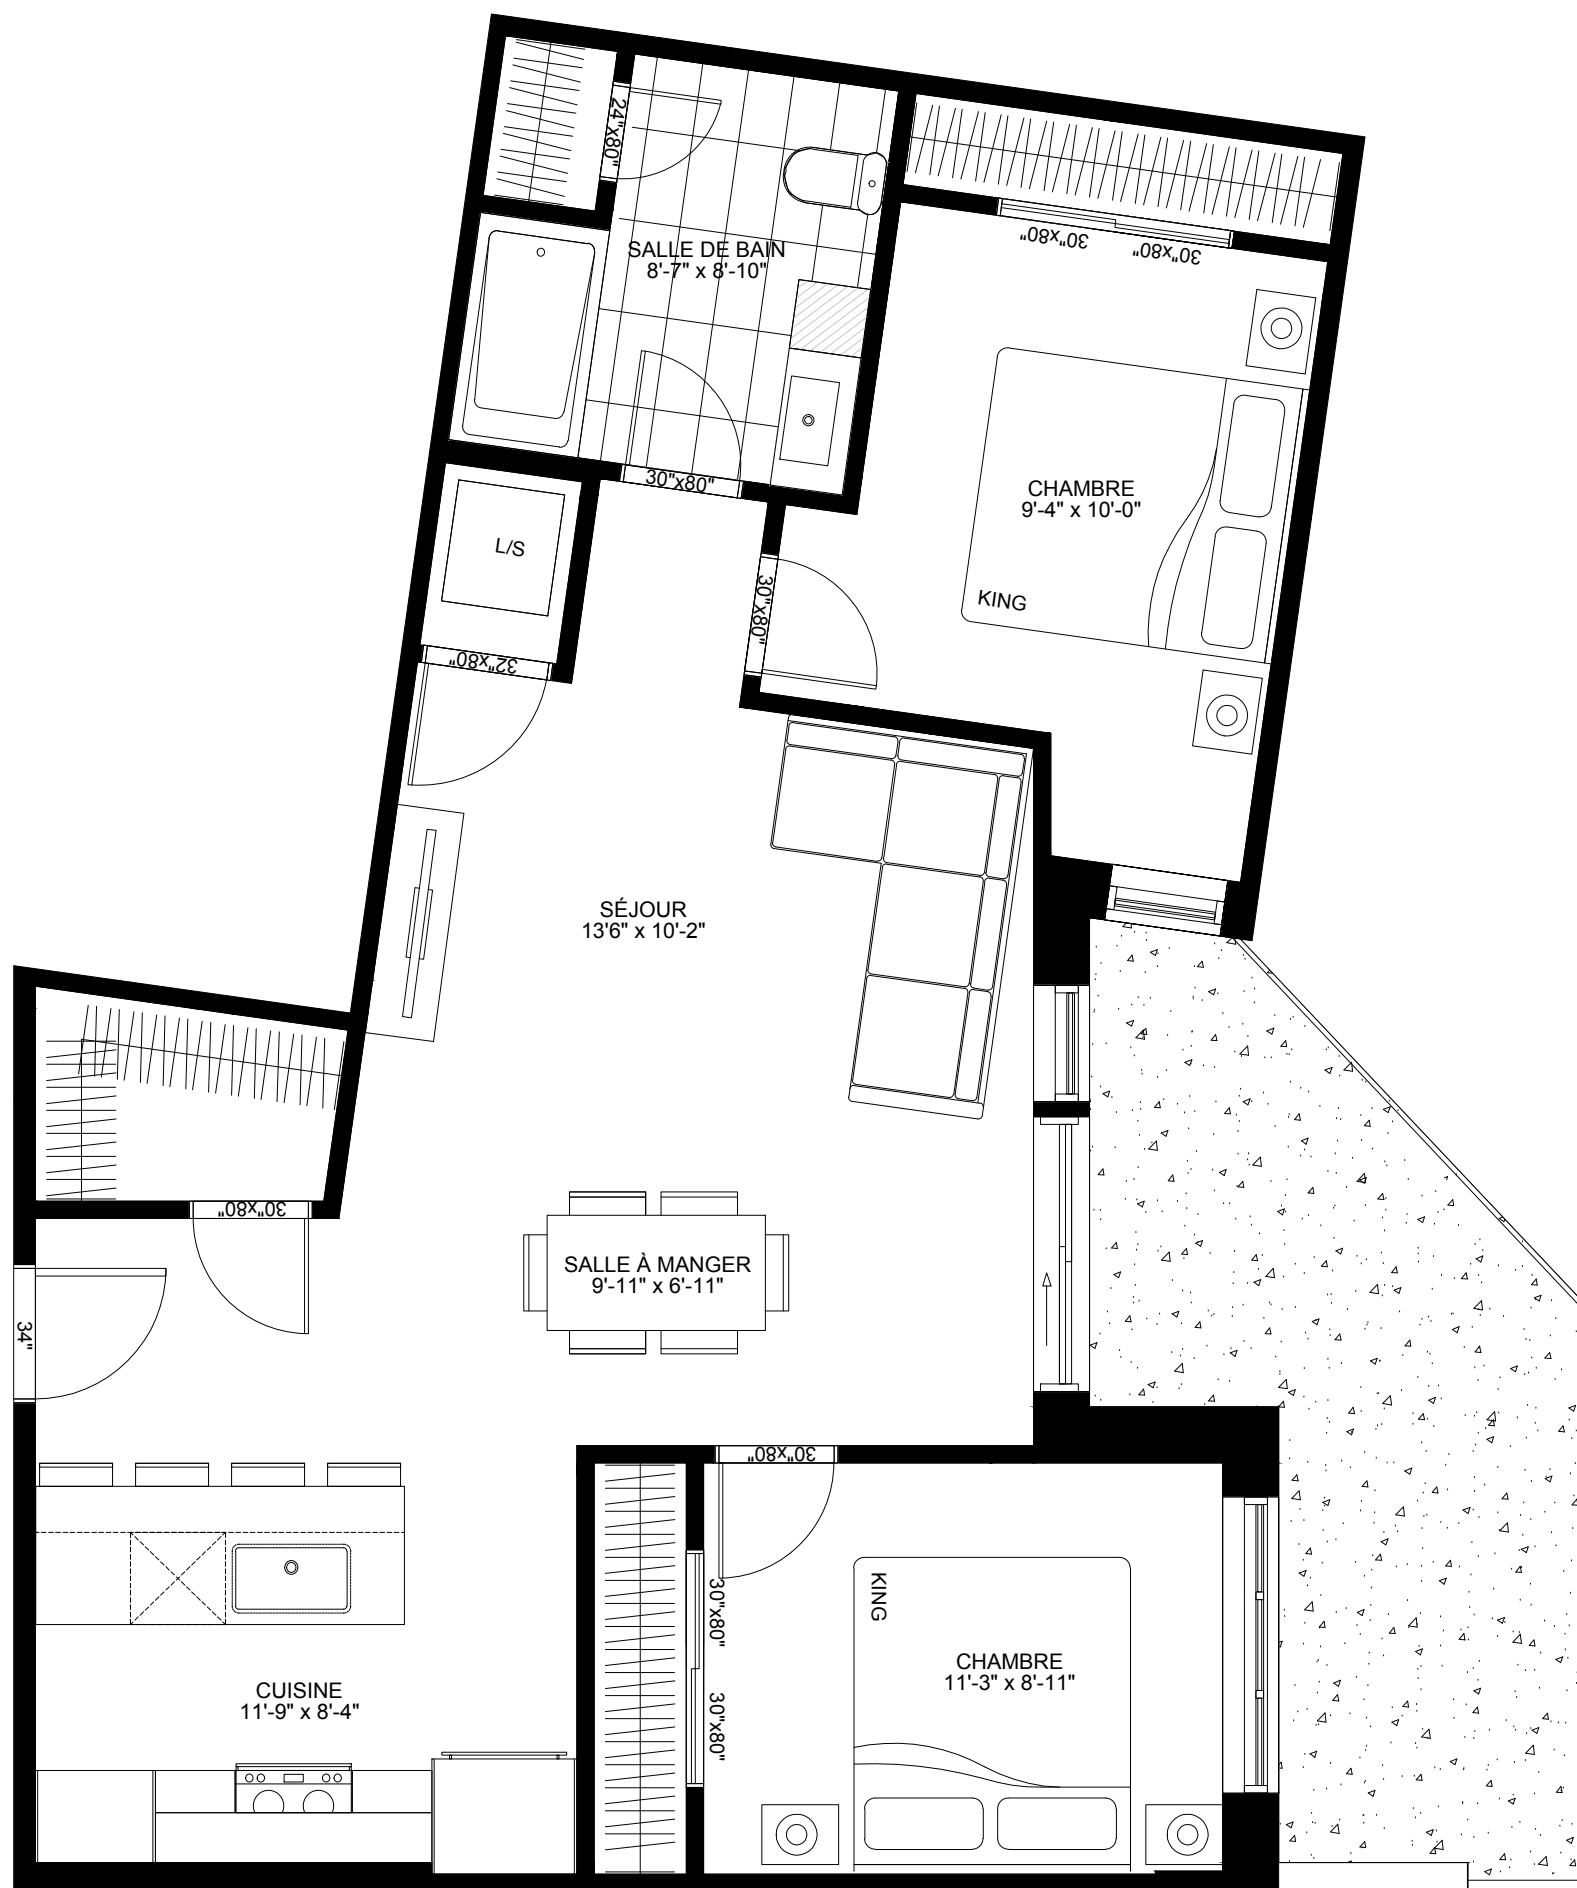 24"x80"
SALLE DE BAIN
8'-7" x 8'-10"
30"x80"
30"x80"
30"x80"
CHAMBRE
9'-4" x 10'-0"
KING
L/S
30"x80"
32"x80"
SÉJOUR
13'6" x 10'-2"
30"x80"
SALLE À MANGER
9'-11" x 6'-11"
34"
30"x80"
KING
30"x80"
CHAMBRE
11'-3" x 8'-11"
30"x80"
CUISINE
11'-9" x 8'-4"